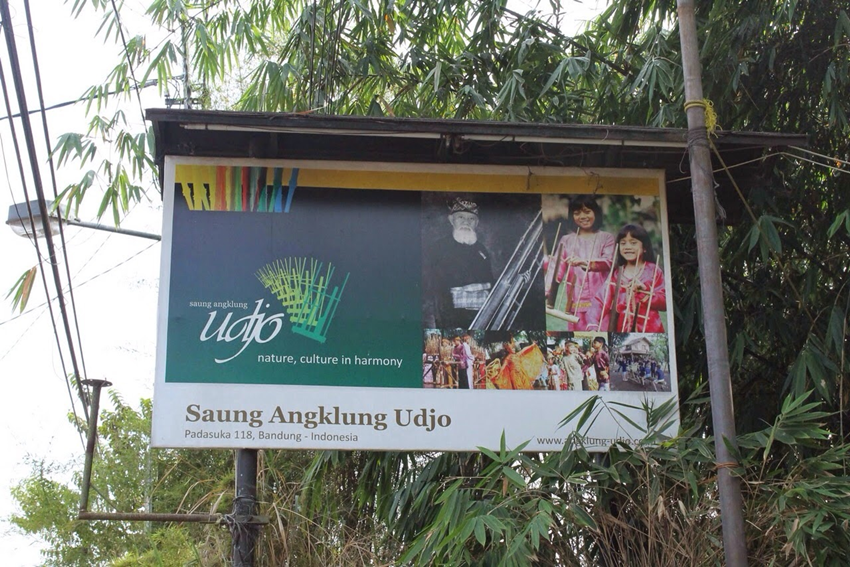 saung angklung
udjo
nature, culture in harmony
Saung Angklung Udjo
Padasuka 118, Bandung - Indonesia